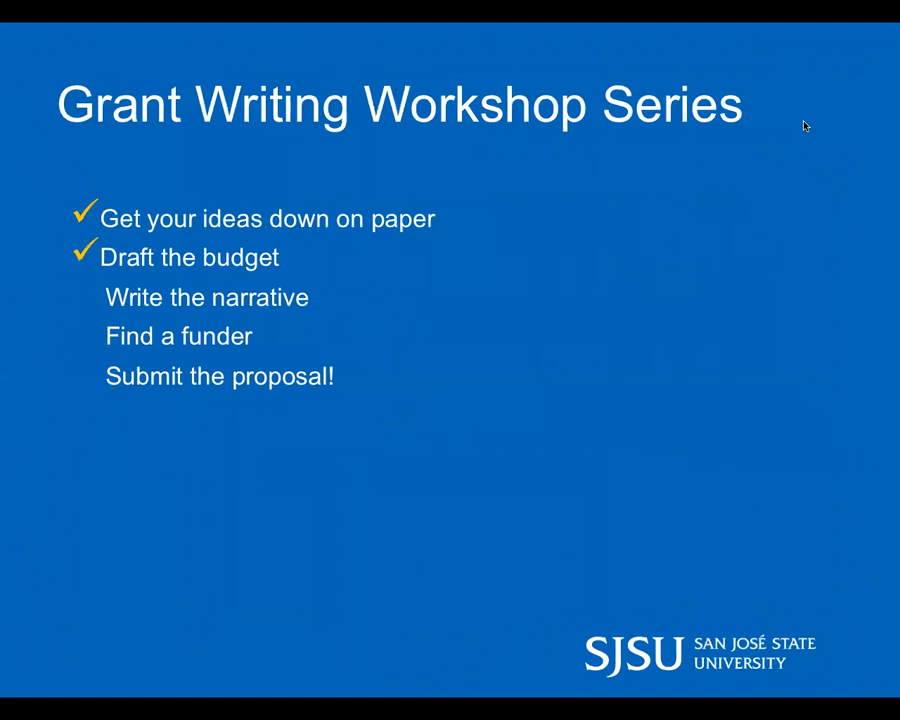 Grant Writing Workshop Series
✓ Get your ideas down on paper
✓ Draft the budget
Write the narrative
Find a funder
Submit the proposal!
SJSU SAN JOSÉ STATE
UNIVERSITY